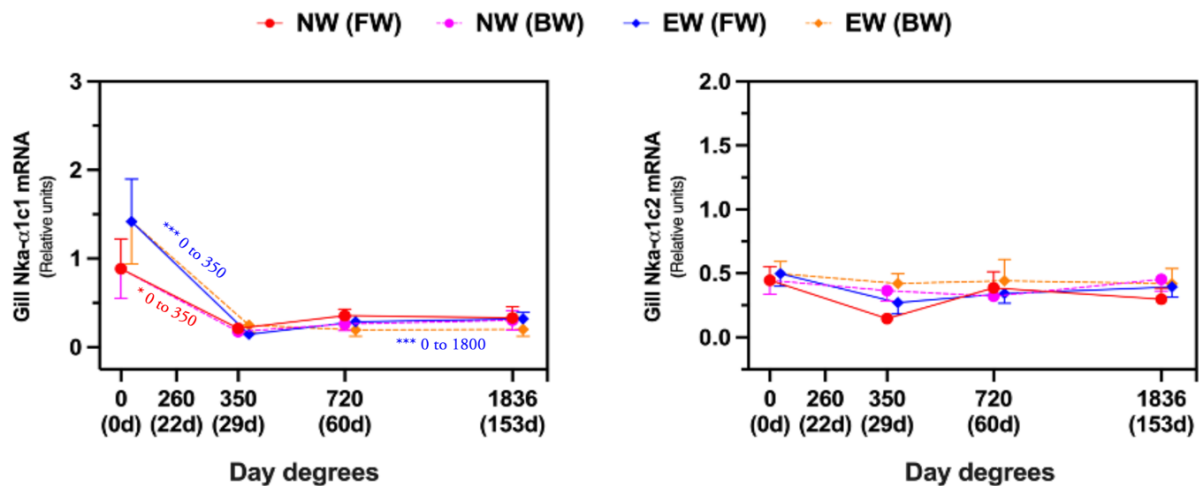 NW (FW) NW (BW) EW (FW) EW (BW)
Gill Nka-α1c1 mRNA
(Relative units)
3
2
1
0
*** 0 to 350
* 0 to 350
*** 0 to 1800
0 260 350 720 1836
(0d) (22d) (29d) (60d) (153d)
Day degrees
Gill Nka-α1c2 mRNA
(Relative units)
2.0
1.5
1.0
0.5
0.0
0 260 350 720 1836
(0d) (22d) (29d) (60d) (153d)
Day degrees